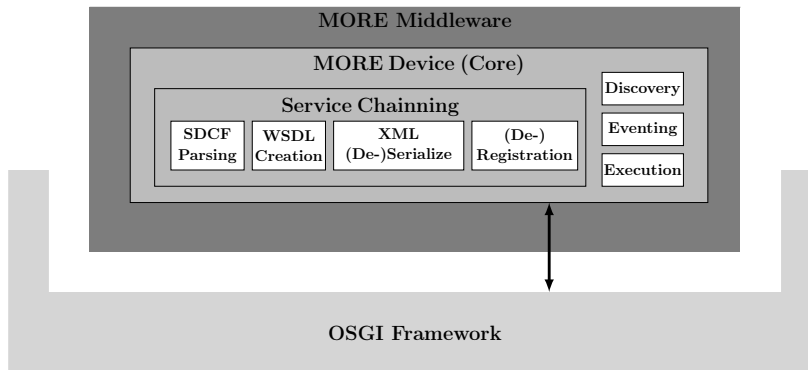 MORE Middleware
MORE Device (Core)
Service Chainning
SDCF
Parsing
WSDL
Creation
XML
(De-)Serialize
(De-)
Registration
Discovery
Eventing
Execution
OSGI Framework